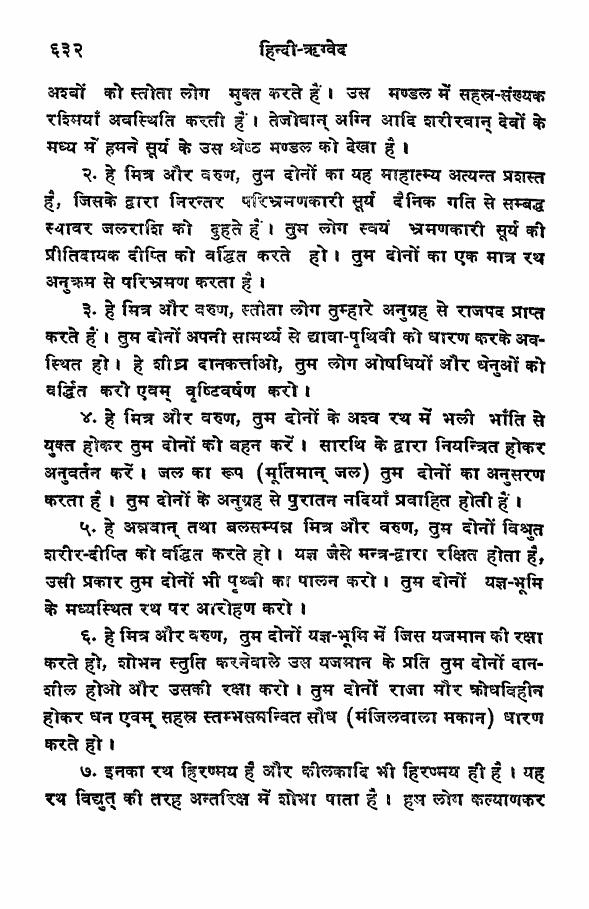 ६३२ हिन्दी-ऋग्वेद
अश्वों को स्तोता लोग मुक्त करते हैं। उस मण्डल में सहस्र-संख्यक
रश्मियाँ अवस्थिति करती हैं। तेजोवान् अग्नि आदि शरीरवान् देवों के
मध्य में हमने सूर्य के उस श्रेष्ठ मण्डल को देखा है।
२. हे मित्र और वरुण, तुम दोनों का यह माहात्म्य अत्यन्त प्रशस्त
है, जिसके द्वारा निरन्तर परिभ्रमणकारी सूर्य दैनिक गति से सम्बद्ध
स्थावर जलराशि को दुहते हैं। तुम लोग स्वयं भ्रमणकारी सूर्य की
प्रीतिदायक दीप्ति को वर्द्धित करते हो। तुम दोनों का एक मात्र रथ
अनुक्रम से परिभ्रमण करता है।
३. हे मित्र और वरुण, स्तोता लोग तुम्हारे अनुग्रह से राजपद प्राप्त
करते हैं। तुम दोनों अपनी सामर्थ्य से द्यावा-पृथिवी को धारण करके अव-
स्थित हो। हे शीघ्र दानकर्त्ताओ, तुम लोग ओषधियों और धेनुओं को
वर्द्धित करो एवम् वृष्टिवर्षण करो।
४. हे मित्र और वरुण, तुम दोनों के अश्व रथ में भली भाँति से
युक्त होकर तुम दोनों को वहन करें। सारथि के द्वारा नियन्त्रित होकर
अनुवर्तन करें। जल का रूप (मूर्तिमान् जल) तुम दोनों का अनुसरण
करता है। तुम दोनों के अनुग्रह से पुरातन नदियाँ प्रवाहित होती हैं।
५. हे अन्नवान् तथा बलसम्पन्न मित्र और वरुण, तुम दोनों विश्रुत
शरीर-दीप्ति को वर्द्धित करते हो। यज्ञ जैसे मन्त्र-द्वारा रक्षित होता है,
उसी प्रकार तुम दोनों भी पृथ्वी का पालन करो। तुम दोनों यज्ञ-भूमि
के मध्यस्थित रथ पर आरोहण करो।
६. हे मित्र और वरुण, तुम दोनों यज्ञ-भूमि में जिस यजमान की रक्षा
करते हो, शोभन स्तुति करनेवाले उस यजमान के प्रति तुम दोनों दान-
शील होओ और उसकी रक्षा करो। तुम दोनों राजा और क्रोधविहीन
होकर धन एवम् सहस्र स्तम्भसमन्वित सौध (मंजिलवाला मकान) धारण
करते हो।
७. इनका रथ हिरण्मय है और कीलकादि भी हिरण्मय ही है। यह
रथ विद्युत् की तरह अन्तरिक्ष में शोभा पाता है। हम लोग कल्याणकर